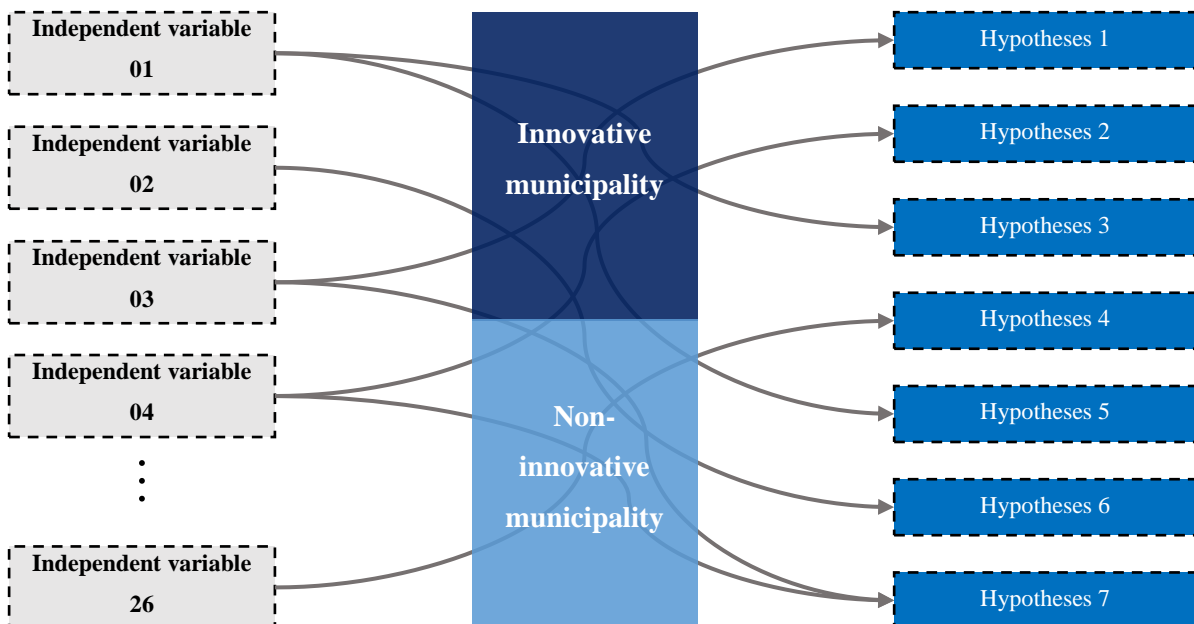 Independent variable
01
Independent variable
02
Independent variable
03
Independent variable
04
Independent variable
26
Innovative
municipality
Non-
innovative
municipality
Hypotheses 1
Hypotheses 2
Hypotheses 3
Hypotheses 4
Hypotheses 5
Hypotheses 6
Hypotheses 7